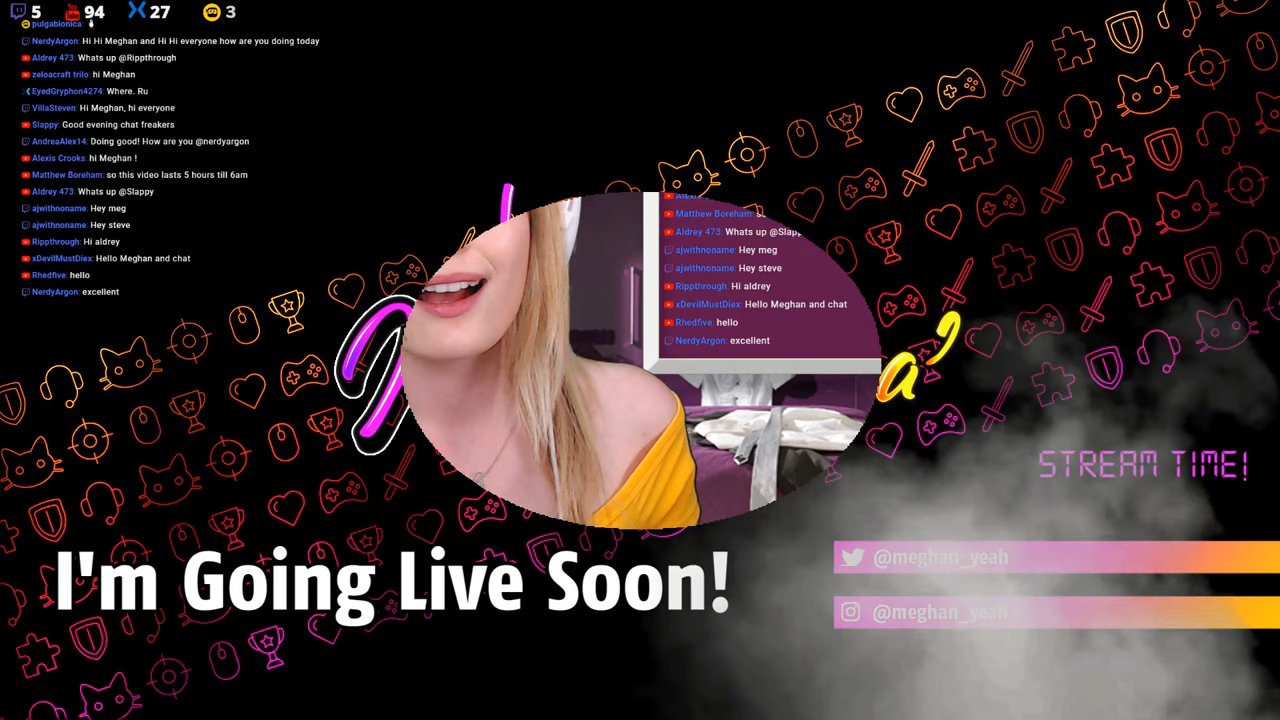 5 94 27 3
pulgabionica:
NerdyArgon: Hi Hi Meghan and Hi Hi everyone how are you doing today
Aldrey 473: Whats up @Rippthrough
zeloacraft trilo: hi Meghan
EyedGryphon4274: Where. Ru
VillaSteven: Hi Meghan, hi everyone
Slappy: Good evening chat freakers
AndreaAlex14: Doing good! How are you @nerdyargon
Alexis Crooks: hi Meghan !
Matthew Boreham: so this video lasts 5 hours till 6am
Aldrey 473: Whats up @Slappy
ajwithnoname: Hey meg
ajwithnoname: Hey steve
Rippthrough: Hi aldrey
xDevilMustDiex: Hello Meghan and chat
Rhedfive: hello
NerdyArgon: excellent
Matthew Boreham:
Aldrey 473: Whats up
ajwithnoname: Hey meg
ajwithnoname: Hey steve
Rippthrough: Hi aldrey
xDevilMustDiex: Hello Meghan and chat
Rhedfive: hello
NerdyArgon: excellent
STREAM TIME!
I'm Going Live Soon!
@meghan_yeah
@meghan_yeah